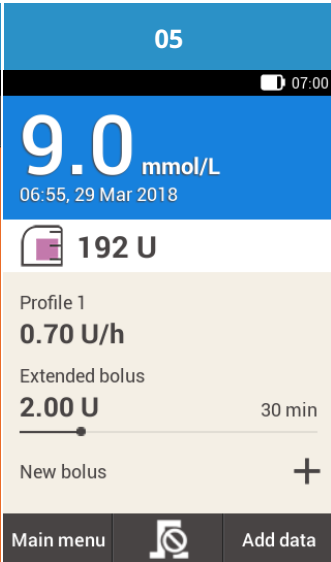 05
07:00
9.0 mmol/L
06:55, 29 Mar 2018
192 U
Profile 1
0.70 U/h
Extended bolus
2.00 U 30 min
New bolus +
Main menu Add data